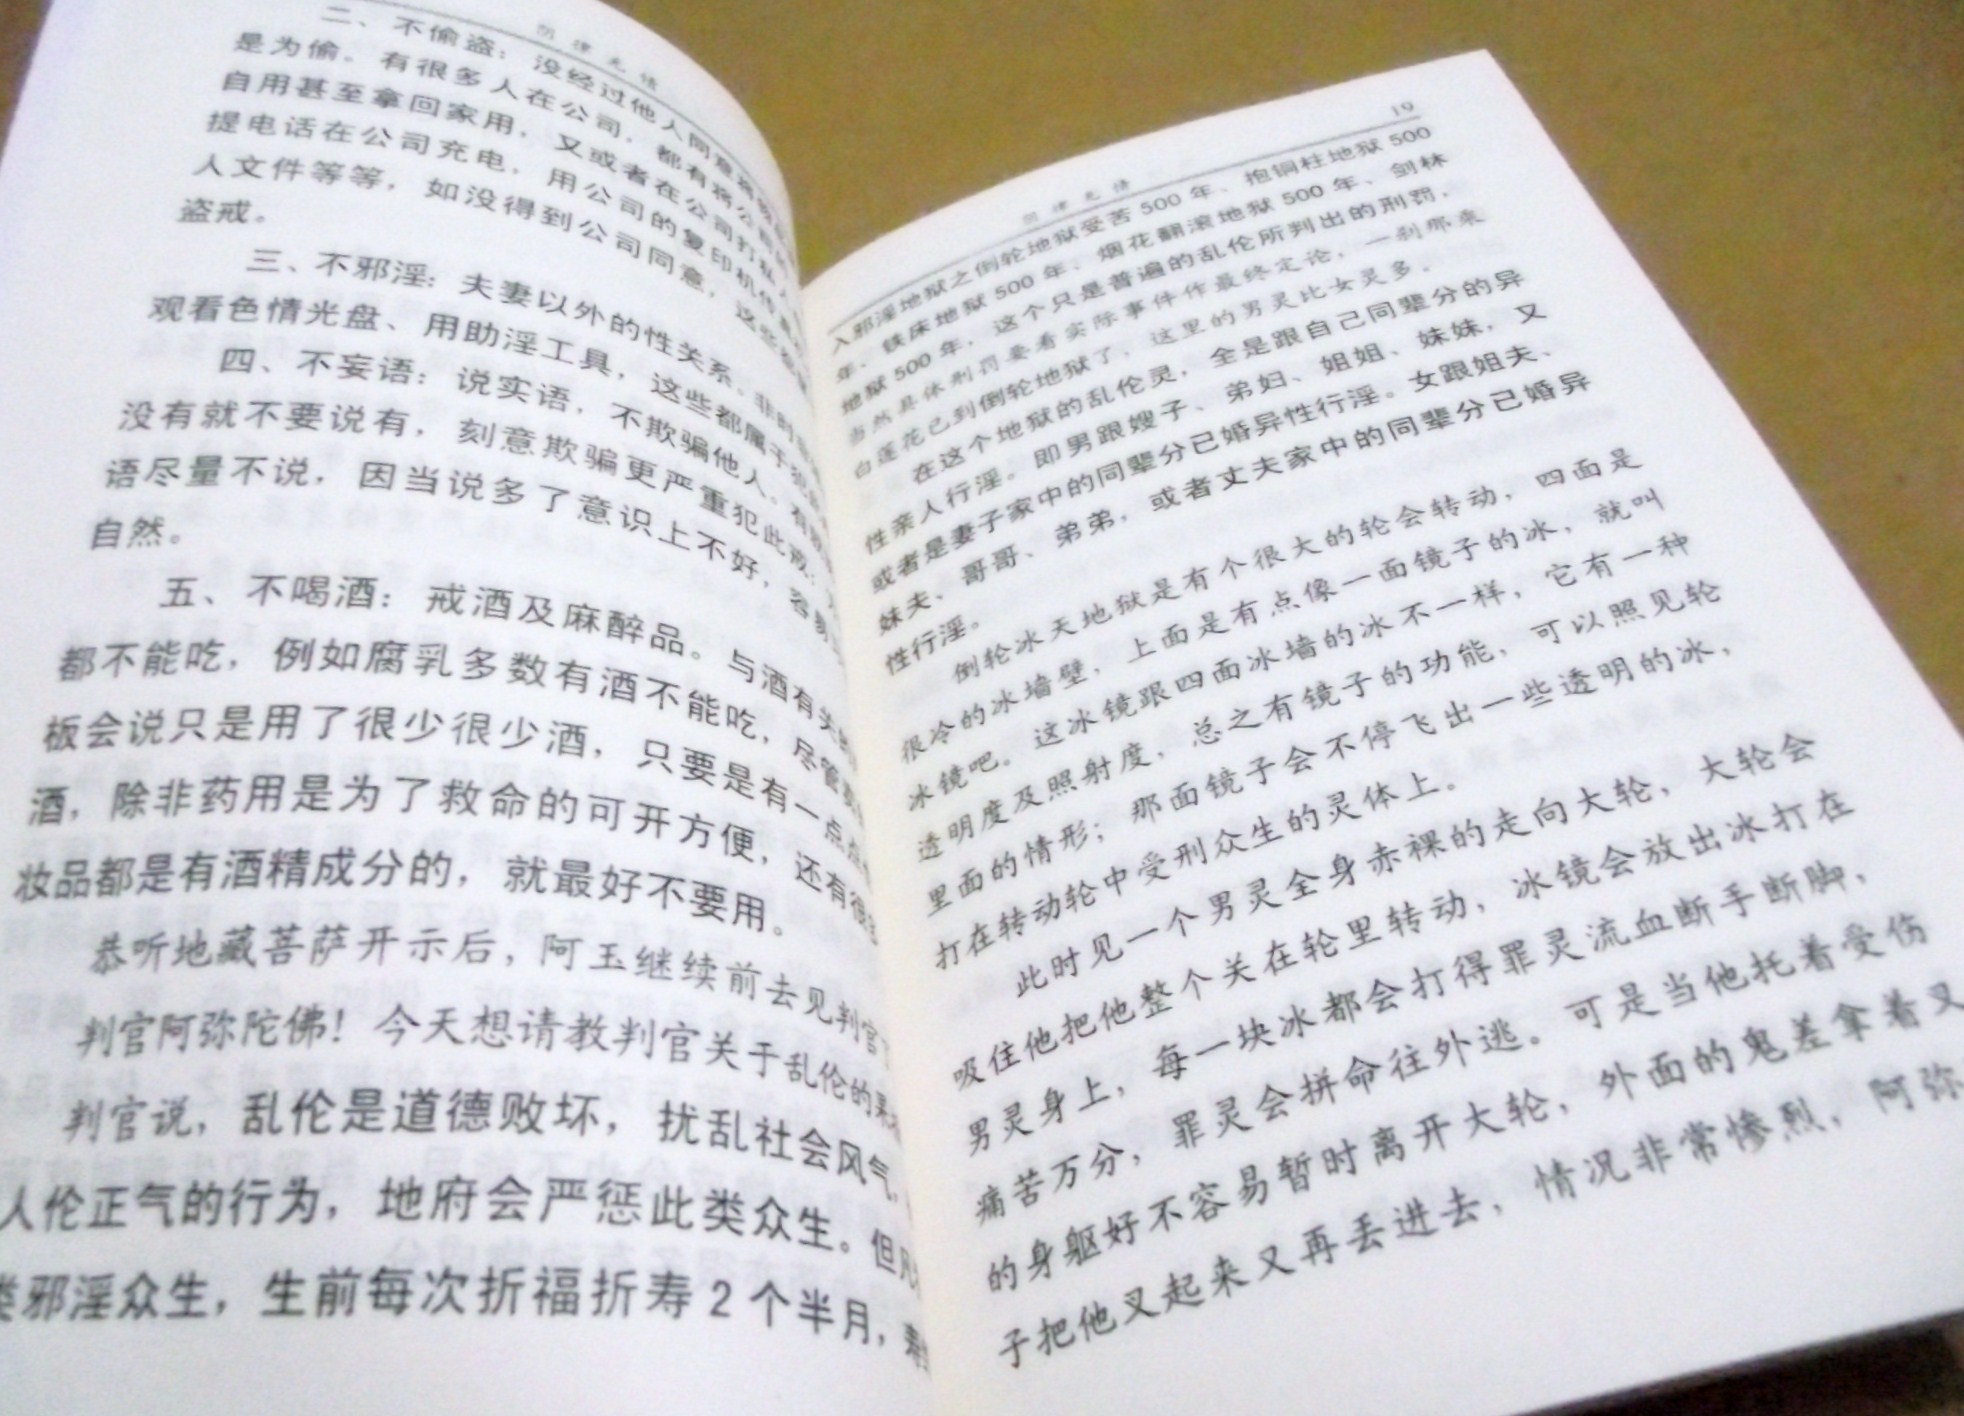 阴律无情
二、不偷盗：没经过他人同意
是为偷。有很多人在公司，都有将公
自用甚至拿回家用，又或者在公司打私人
提电话在公司充电，用公司的复印机传
人文件等等，如没得到公司同意，这些
盗戒。
三、不邪淫：夫妻以外的性关系、非时
观看色情光盘、用助淫工具，这些都属于犯
四、不妄语：说实语，不欺骗他人。有
没有就不要说有，刻意欺骗更严重犯此戒；
语尽量不说，因当说多了意识上不好，容易
自然。
五、不喝酒：戒酒及麻醉品。与酒有关
都不能吃，例如腐乳多数有酒不能吃，尽管
板会说只是用了很少很少酒，只要是有一点点
酒，除非药用是为了救命的可开方便，还有很
妆品都是有酒精成分的，就最好不要用。
恭听地藏菩萨开示后，阿玉继续前去见判官
判官阿弥陀佛！今天想请教判官关于乱伦的果
判官说，乱伦是道德败坏，扰乱社会风气，
人伦正气的行为，地府会严惩此类众生。但凡
类邪淫众生，生前每次折福折寿2个半月，寿
阴律无情
19
入邪淫地狱之倒轮地狱受苦500年、抱铜柱地狱500
年、铁床地狱500年、烟花翻滚地狱500年、剑林
地狱500年，这个只是普遍的乱伦所判出的刑罚，
当然具体刑罚要看实际事件作最终定论，一刹那来
白莲花已到倒轮地狱了，这里的男灵比女灵多。
在这个地狱的乱伦灵，全是跟自己同辈分的异
性亲人行淫。即男跟嫂子、弟妇、姐姐、妹妹，又
或者是妻子家中的同辈分已婚异性行淫。女跟姐夫、
妹夫、哥哥、弟弟，或者丈夫家中的同辈分已婚异
性行淫。
倒轮冰天地狱是有个很大的轮会转动，四面是
很冷的冰墙壁，上面是有点像一面镜子的冰，就叫
冰镜吧。这冰镜跟四面冰墙的冰不一样，它有一种
透明度及照射度，总之有镜子的功能，可以照见轮
里面的情形；那面镜子会不停飞出一些透明的冰，
打在转动轮中受刑众生的灵体上。
此时见一个男灵全身赤裸的走向大轮，大轮会
吸住他把他整个关在轮里转动，冰镜会放出冰打在
男灵身上，每一块冰都会打得罪灵流血断手断脚，
痛苦万分，罪灵会拼命往外逃。可是当他托着受伤
的身躯好不容易暂时离开大轮，外面的鬼差拿着叉
子把他叉起来又再丢进去，情况非常惨烈，阿弥